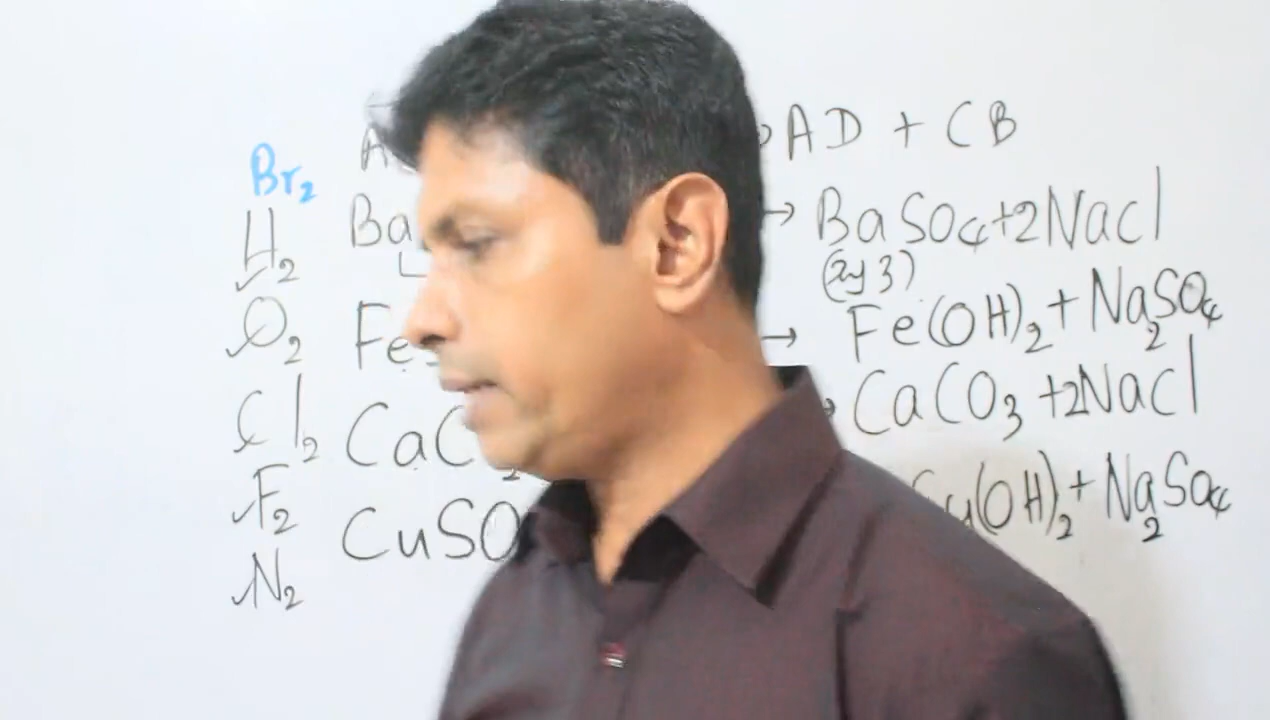 AD + CB
Br2
H2 Ba → BaSO4+2Nacl
O2 Fe → Fe(OH)2 + Na2SO4
Cl2 CaC CaCO3 +2NaCl
F2 CuSO (OH)2 + Na2SO4
N2